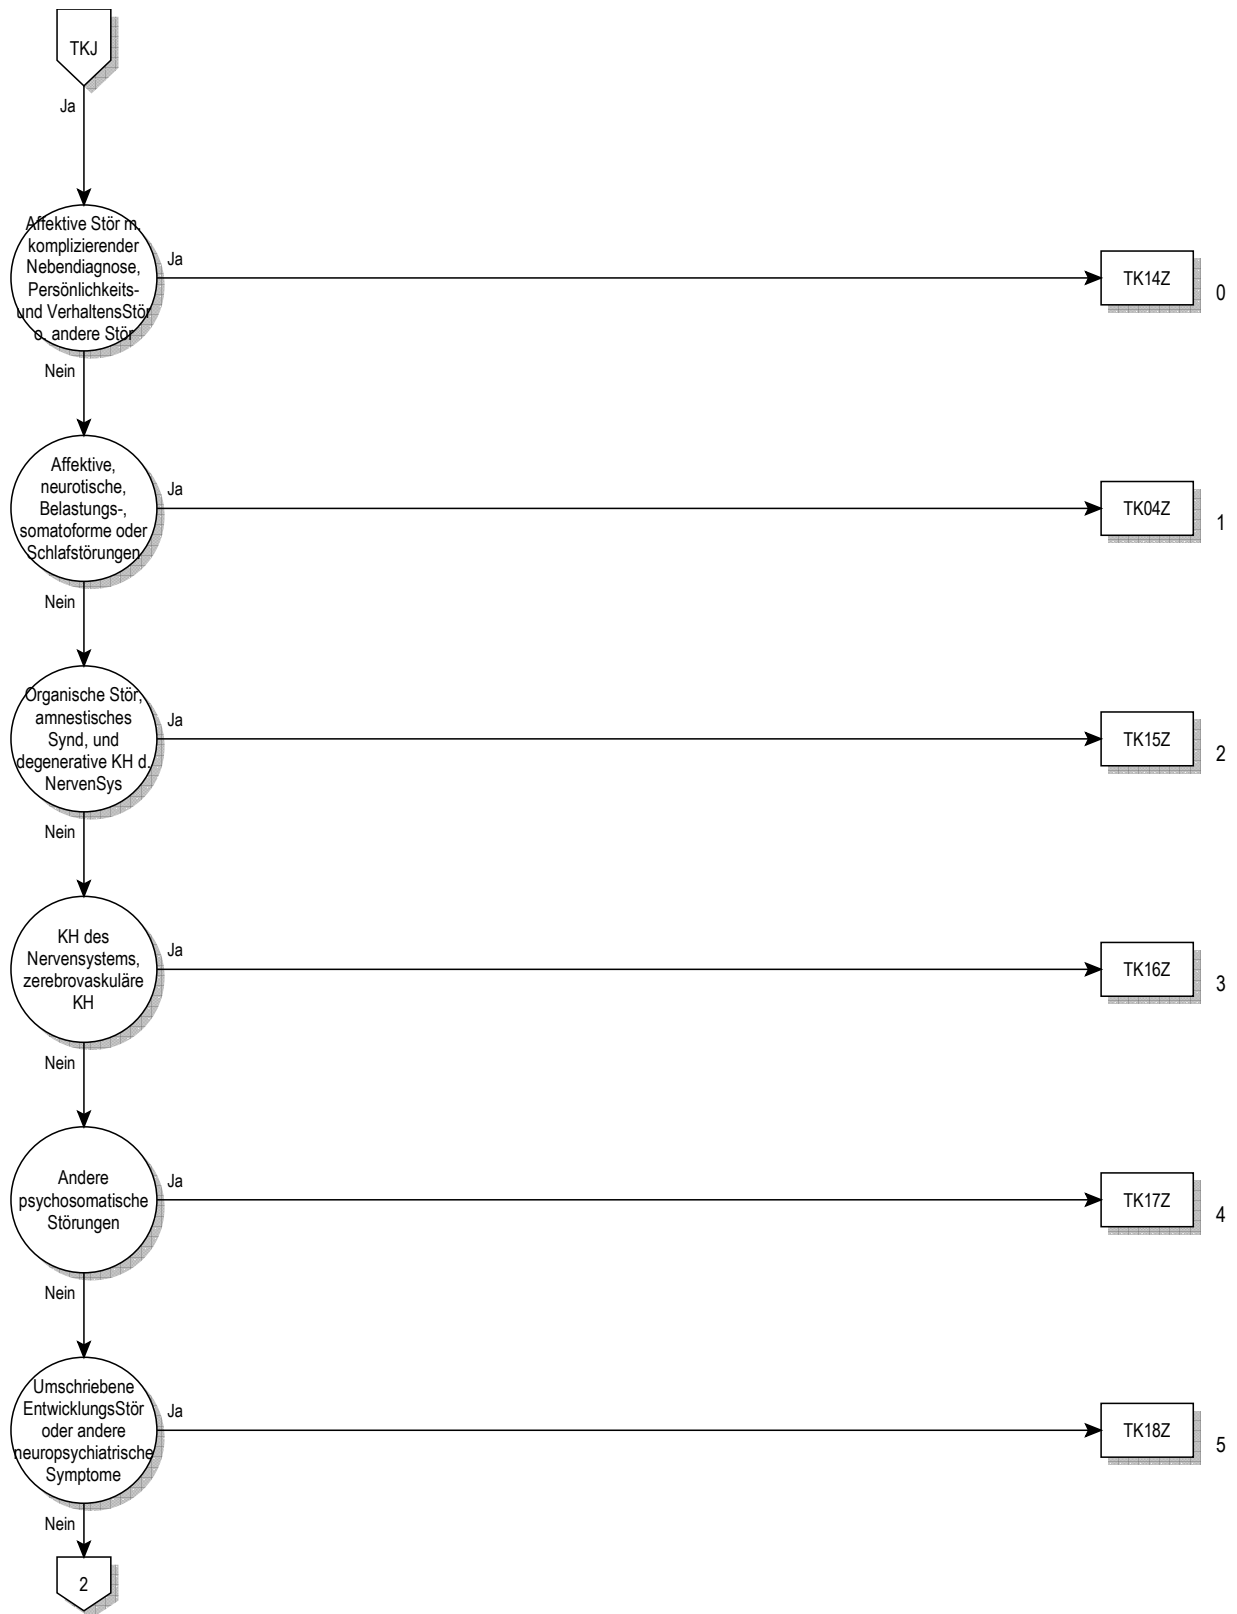 TKJ
Ja
Affektive Stör m.
komplizierender
Nebendiagnose,
Persönlichkeits-
und VerhaltensStör
o. andere Stör
Ja
TK14Z
0
Nein
Affektive,
neurotische,
Belastungs-,
somatoforme oder
Schlafstörungen
Ja
TK04Z
1
Nein
Organische Stör,
amnestisches
Synd, und
degenerative KH d.
NervenSys
Ja
TK15Z
2
Nein
KH des
Nervensystems,
zerebrovaskuläre
KH
Ja
TK16Z
3
Nein
Andere
psychosomatische
Störungen
Ja
TK17Z
4
Nein
Umschriebene
EntwicklungsStör
oder andere
neuropsychiatrische
Symptome
Ja
TK18Z
5
Nein
2